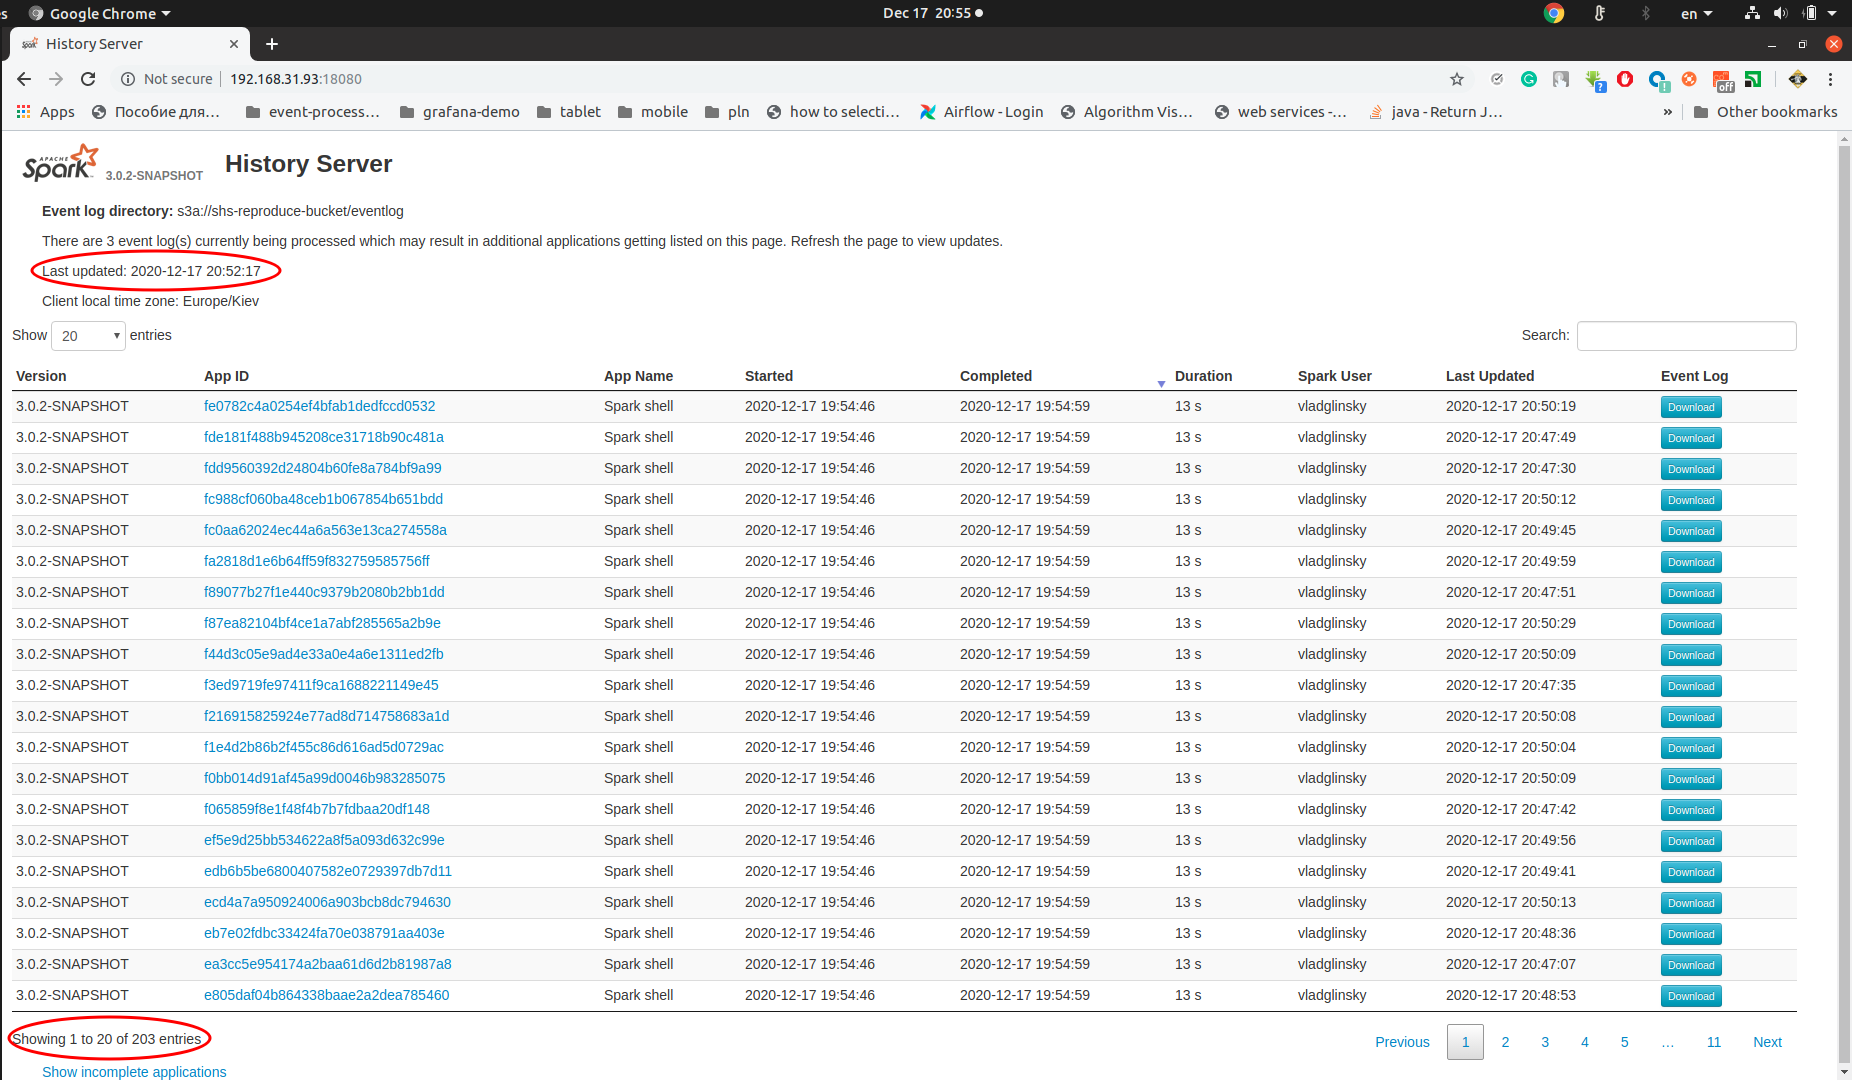 s Google Chrome Dec 17 20:55 en
History Server
Not secure 192.168.31.93:18080
Apps Пособие для... event-process... grafana-demo tablet mobile pln how to selecti... Airflow - Login Algorithm Vis... web services -... java - Return J... » Other bookmarks
APACHE Spark 3.0.2-SNAPSHOT History Server
Event log directory: s3a://shs-reproduce-bucket/eventlog
There are 3 event log(s) currently being processed which may result in additional applications getting listed on this page. Refresh the page to view updates.
Last updated: 2020-12-17 20:52:17
Client local time zone: Europe/Kiev
Show 20 entries Search:
Version App ID App Name Started Completed Duration Spark User Last Updated Event Log
3.0.2-SNAPSHOT fe0782c4a0254ef4bfab1dedfccd0532 Spark shell 2020-12-17 19:54:46 2020-12-17 19:54:59 13 s vladglinsky 2020-12-17 20:50:19 Download
3.0.2-SNAPSHOT fde181f488b945208ce31718b90c481a Spark shell 2020-12-17 19:54:46 2020-12-17 19:54:59 13 s vladglinsky 2020-12-17 20:47:49 Download
3.0.2-SNAPSHOT fdd9560392d24804b60fe8a784bf9a99 Spark shell 2020-12-17 19:54:46 2020-12-17 19:54:59 13 s vladglinsky 2020-12-17 20:47:30 Download
3.0.2-SNAPSHOT fc988cf060ba48ceb1b067854b651bdd Spark shell 2020-12-17 19:54:46 2020-12-17 19:54:59 13 s vladglinsky 2020-12-17 20:50:12 Download
3.0.2-SNAPSHOT fc0aa62024ec44a6a563e13ca274558a Spark shell 2020-12-17 19:54:46 2020-12-17 19:54:59 13 s vladglinsky 2020-12-17 20:49:45 Download
3.0.2-SNAPSHOT fa2818d1e6b64ff59f832759585756ff Spark shell 2020-12-17 19:54:46 2020-12-17 19:54:59 13 s vladglinsky 2020-12-17 20:49:59 Download
3.0.2-SNAPSHOT f89077b27f1e440c9379b2080b2bb1dd Spark shell 2020-12-17 19:54:46 2020-12-17 19:54:59 13 s vladglinsky 2020-12-17 20:47:51 Download
3.0.2-SNAPSHOT f87ea82104bf4ce1a7abf285565a2b9e Spark shell 2020-12-17 19:54:46 2020-12-17 19:54:59 13 s vladglinsky 2020-12-17 20:50:29 Download
3.0.2-SNAPSHOT f44d3c05e9ad4e33a0e4a6e1311ed2fb Spark shell 2020-12-17 19:54:46 2020-12-17 19:54:59 13 s vladglinsky 2020-12-17 20:50:09 Download
3.0.2-SNAPSHOT f3ed9719fe97411f9ca1688221149e45 Spark shell 2020-12-17 19:54:46 2020-12-17 19:54:59 13 s vladglinsky 2020-12-17 20:47:35 Download
3.0.2-SNAPSHOT f216915825924e77ad8d714758683a1d Spark shell 2020-12-17 19:54:46 2020-12-17 19:54:59 13 s vladglinsky 2020-12-17 20:50:08 Download
3.0.2-SNAPSHOT f1e4d2b86b2f455c86d616ad5d0729ac Spark shell 2020-12-17 19:54:46 2020-12-17 19:54:59 13 s vladglinsky 2020-12-17 20:50:04 Download
3.0.2-SNAPSHOT f0bb014d91af45a99d0046b983285075 Spark shell 2020-12-17 19:54:46 2020-12-17 19:54:59 13 s vladglinsky 2020-12-17 20:50:09 Download
3.0.2-SNAPSHOT f065859f8e1f48f4b7b7fdbaa20df148 Spark shell 2020-12-17 19:54:46 2020-12-17 19:54:59 13 s vladglinsky 2020-12-17 20:47:42 Download
3.0.2-SNAPSHOT ef5e9d25bb534622a8f5a093d632c99e Spark shell 2020-12-17 19:54:46 2020-12-17 19:54:59 13 s vladglinsky 2020-12-17 20:49:56 Download
3.0.2-SNAPSHOT edb6b5be6800407582e0729397db7d11 Spark shell 2020-12-17 19:54:46 2020-12-17 19:54:59 13 s vladglinsky 2020-12-17 20:49:41 Download
3.0.2-SNAPSHOT ecd4a7a950924006a903bcb8dc794630 Spark shell 2020-12-17 19:54:46 2020-12-17 19:54:59 13 s vladglinsky 2020-12-17 20:50:13 Download
3.0.2-SNAPSHOT eb7e02fdbc33424fa70e038791aa403e Spark shell 2020-12-17 19:54:46 2020-12-17 19:54:59 13 s vladglinsky 2020-12-17 20:48:36 Download
3.0.2-SNAPSHOT ea3cc5e954174a2baa61d6d2b81987a8 Spark shell 2020-12-17 19:54:46 2020-12-17 19:54:59 13 s vladglinsky 2020-12-17 20:47:07 Download
3.0.2-SNAPSHOT e805daf04b864338baae2a2dea785460 Spark shell 2020-12-17 19:54:46 2020-12-17 19:54:59 13 s vladglinsky 2020-12-17 20:48:53 Download
Showing 1 to 20 of 203 entries Previous 1 2 3 4 5 … 11 Next
Show incomplete applications